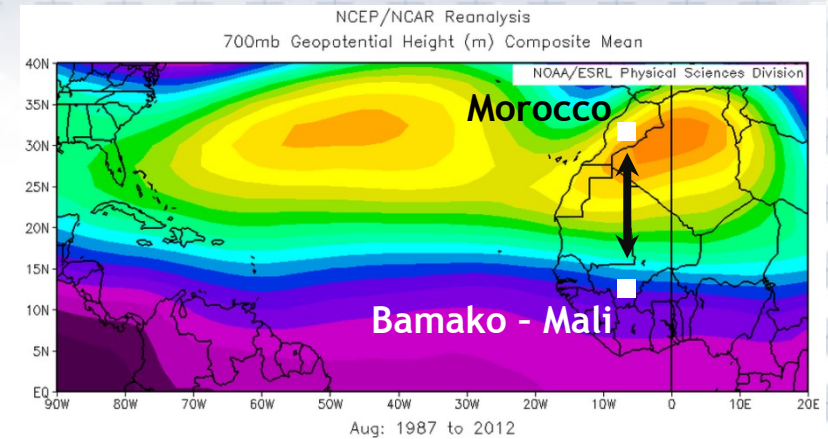 NCEP/NCAR Reanalysis
700mb Geopotential Height (m) Composite Mean
NOAA/ESRL Physical Sciences Division
40N
35N
30N
25N
20N
15N
10N
5N
EQ
Morocco
Bamako - Mali
90W 80W 70W 60W 50W 40W 30W 20W 10W 0 10E 20E
Aug: 1987 to 2012